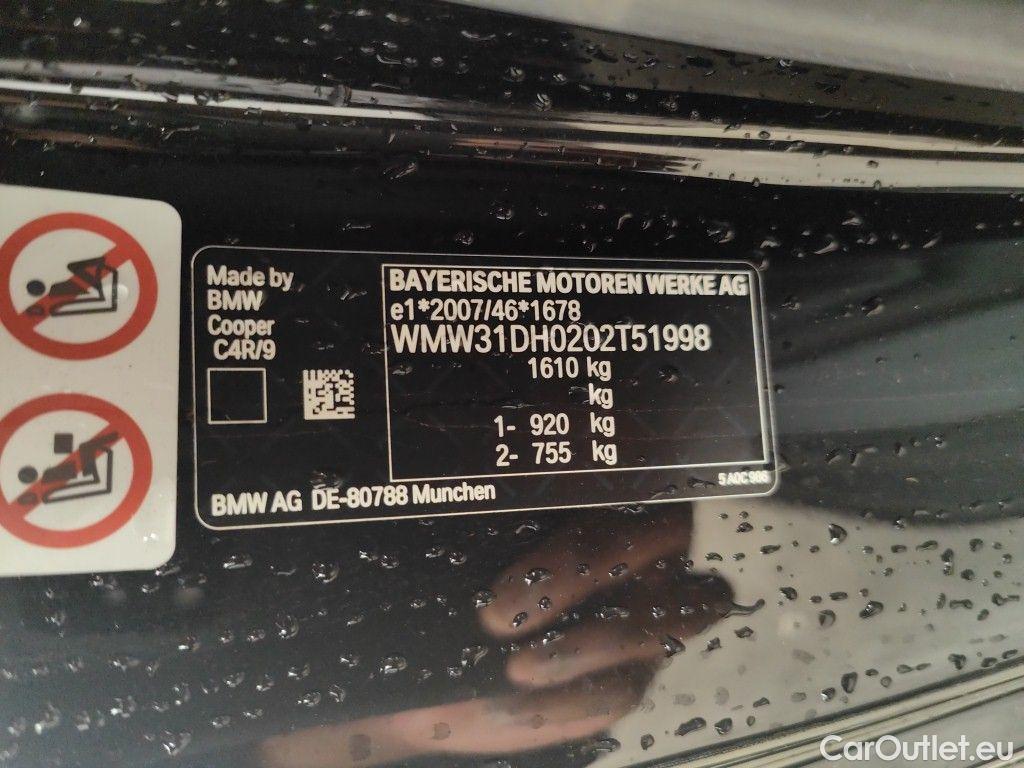 Made by
BMW
Cooper
C4R/9
BAYERISCHE MOTOREN WERKE AG
e1*2007/46*1678
WMW31DH0202T51998
1610 kg
kg
1- 920 kg
2- 755 kg
BMW AG DE-80788 Munchen
CarOutlet.eu